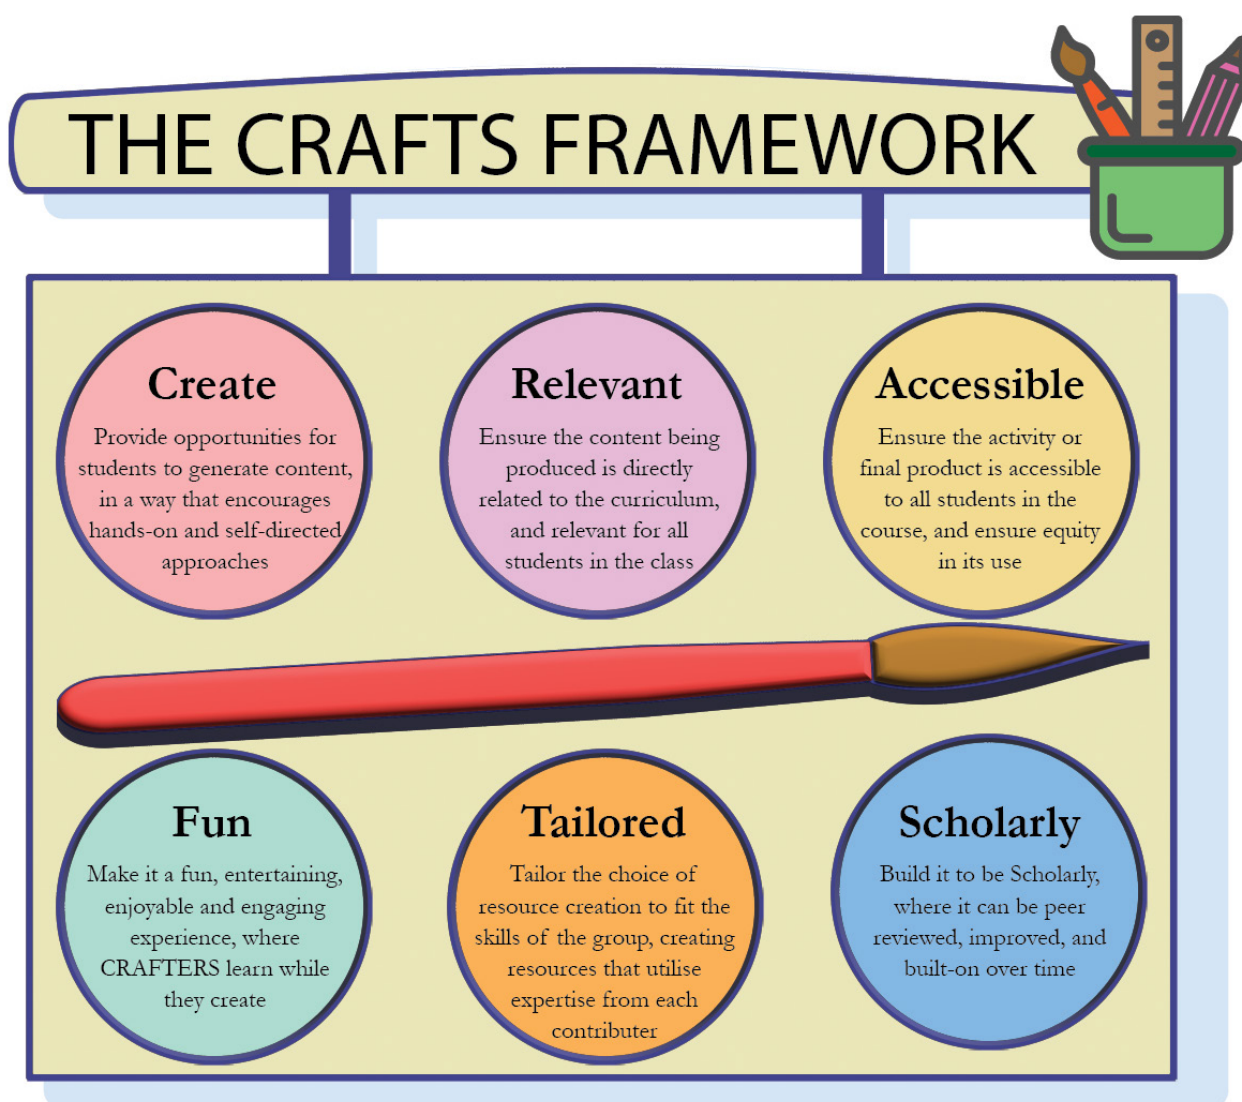 THE CRAFTS FRAMEWORK
Create
Provide opportunities for
students to generate content,
in a way that encourages
hands-on and self-directed
approaches
Relevant
Ensure the content being
produced is directly
related to the curriculum,
and relevant for all
students in the class
Accessible
Ensure the activity or
final product is accessible
to all students in the
course, and ensure equity
in its use
Fun
Make it a fun, entertaining,
enjoyable and engaging
experience, where
CRAFTERS learn while
they create
Tailored
Tailor the choice of
resource creation to fit the
skills of the group, creating
resources that utilise
expertise from each
contributer
Scholarly
Build it to be Scholarly,
where it can be peer
reviewed, improved, and
built-on over time